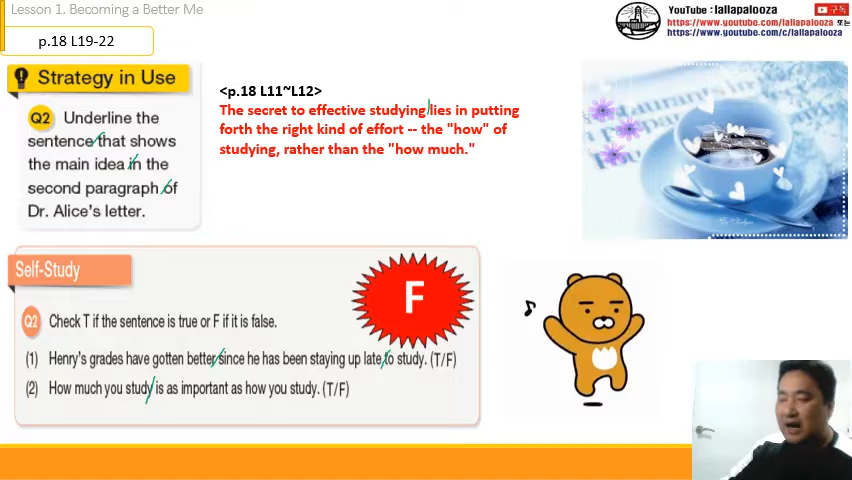 Lesson 1. Becoming a Better Me
YouTube : lallapalooza
구독
https://www.youtube.com/lallapalooza 또는
https://www.youtube.com/c/lallapalooza
p.18 L19-22
Strategy in Use
Q2 Underline the
sentence that shows
the main idea in the
second paragraph of
Dr. Alice's letter.
<p.18 L11~L12>
The secret to effective studying lies in putting
forth the right kind of effort -- the "how" of
studying, rather than the "how much."
Self-Study
F
Q2 Check T if the sentence is true or F if it is false.
(1) Henry's grades have gotten better since he has been staying up late to study. (T/F)
(2) How much you study is as important as how you study. (T/F)